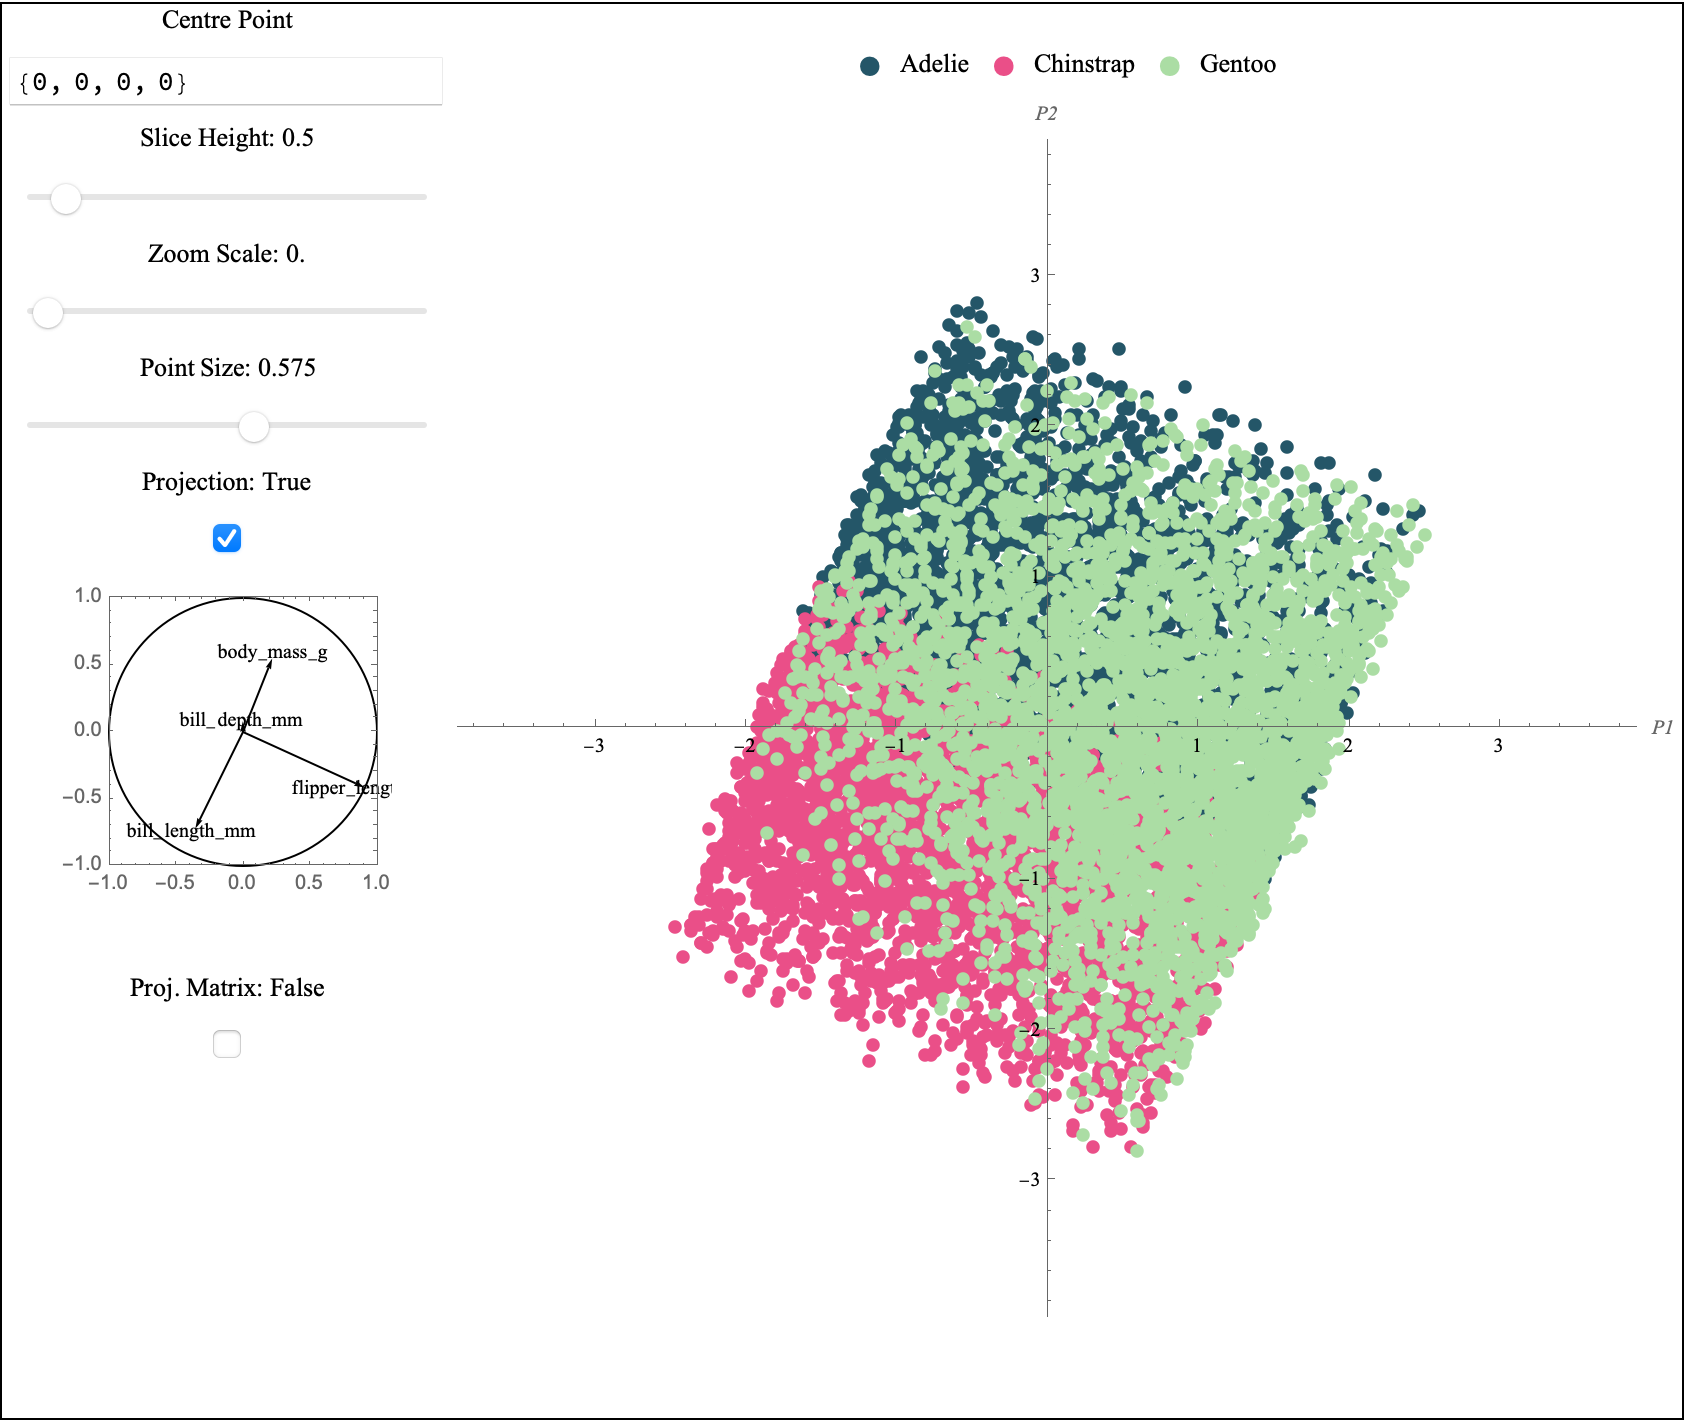 Centre Point
{0, 0, 0, 0}
Slice Height: 0.5
Zoom Scale: 0.
Point Size: 0.575
Projection: True
1.0
0.5
0.0
−0.5
−1.0
−1.0 −0.5 0.0 0.5 1.0
body_mass_g
bill_depth_mm
flipper_lengt
bill_length_mm
Proj. Matrix: False
Adelie Chinstrap Gentoo
P2
3
2
1
−3 −2 −1 1 2 3
P1
−1
−2
−3